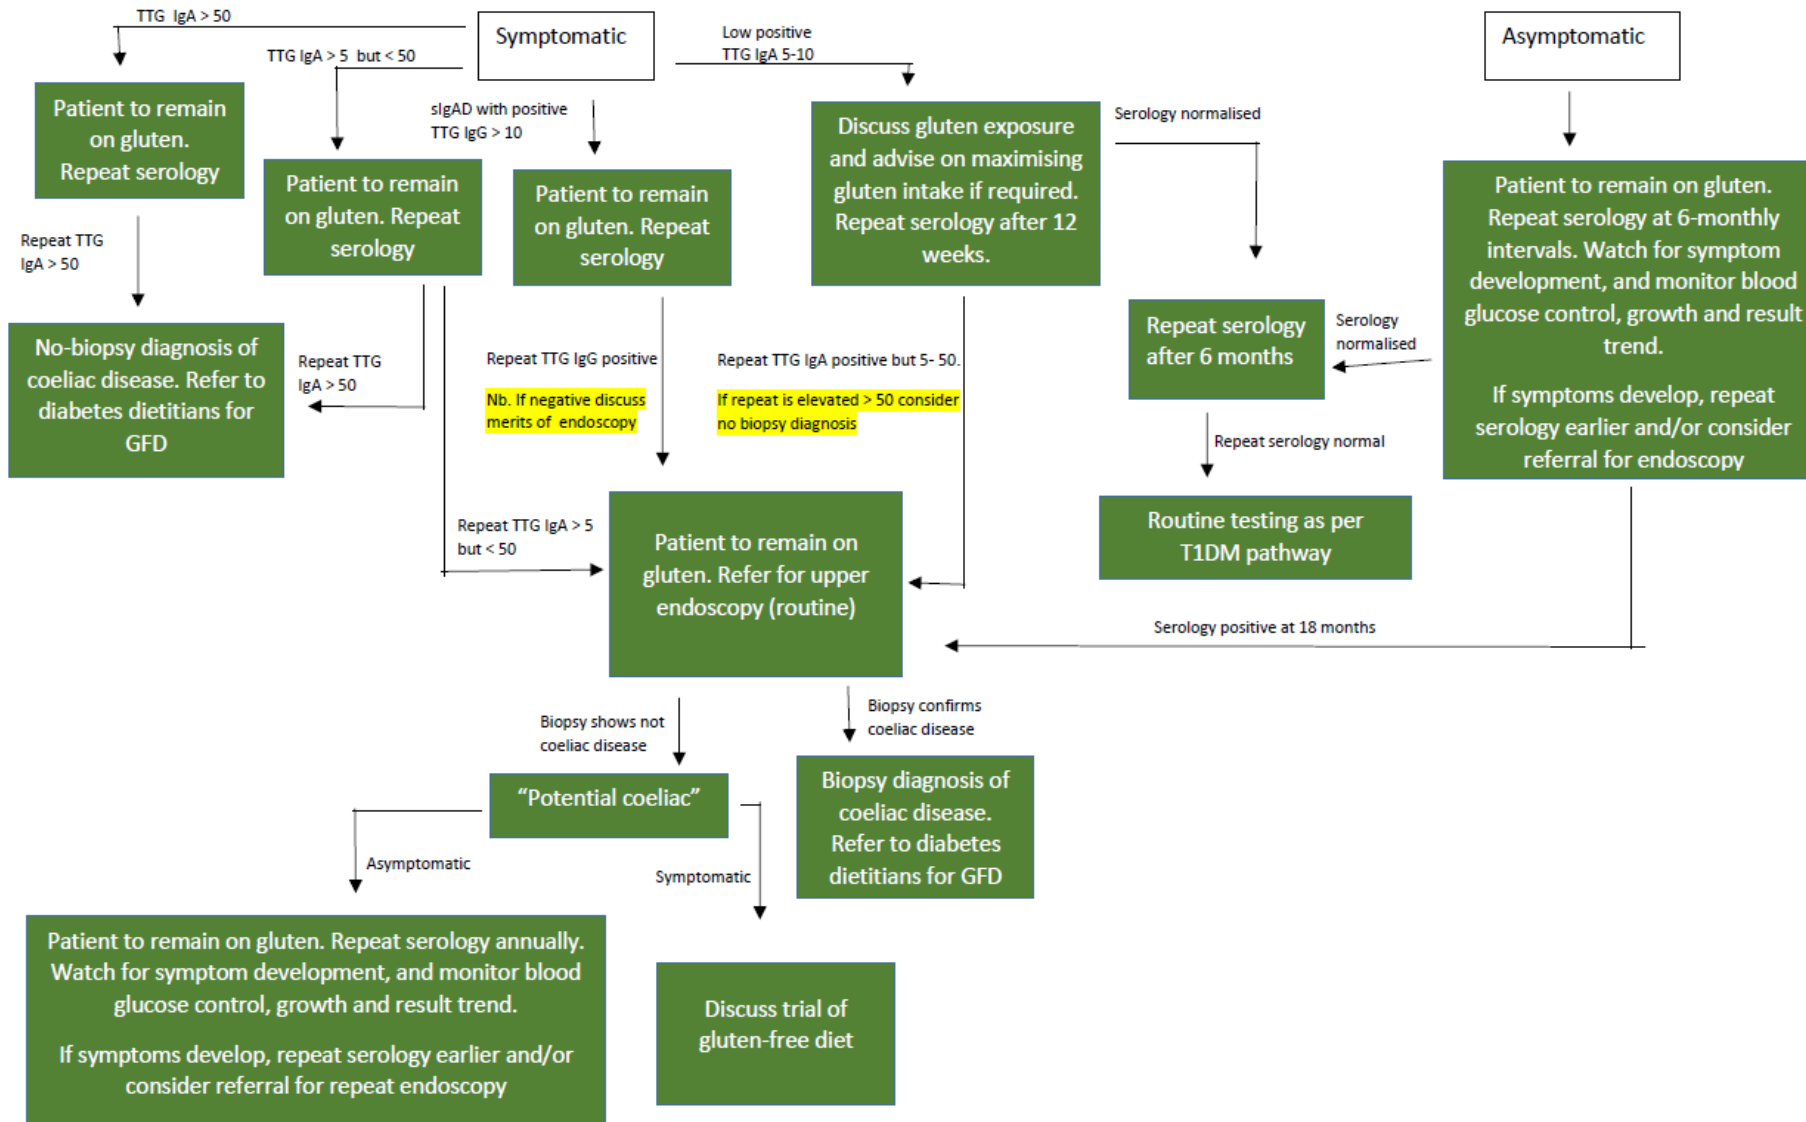 TTG IgA > 50
Symptomatic
Low positive
TTG IgA 5-10
Asymptomatic
TTG IgA > 5 but < 50
Patient to remain
on gluten.
Repeat serology
sIgAD with positive
TTG IgG > 10
Discuss gluten exposure
and advise on maximising
gluten intake if required.
Repeat serology after 12
weeks.
Serology normalised
Patient to remain
on gluten. Repeat
serology
Patient to remain
on gluten. Repeat
serology
Patient to remain on gluten.
Repeat serology at 6-monthly
intervals. Watch for symptom
development, and monitor blood
glucose control, growth and result
trend.
If symptoms develop, repeat
serology earlier and/or consider
referral for endoscopy
Repeat TTG
IgA > 50
No-biopsy diagnosis of
coeliac disease. Refer to
diabetes dietitians for
GFD
Repeat TTG
IgA > 50
Repeat TTG IgG positive
Nb. If negative discuss
merits of endoscopy
Repeat TTG IgA positive but 5- 50.
If repeat is elevated > 50 consider
no biopsy diagnosis
Repeat serology
after 6 months
Serology
normalised
Repeat serology normal
Routine testing as per
T1DM pathway
Repeat TTG IgA > 5
but < 50
Patient to remain on
gluten. Refer for upper
endoscopy (routine)
Serology positive at 18 months
Biopsy shows not
coeliac disease
Biopsy confirms
coeliac disease
“Potential coeliac”
Biopsy diagnosis of
coeliac disease.
Refer to diabetes
dietitians for GFD
Asymptomatic
Symptomatic
Patient to remain on gluten. Repeat serology annually.
Watch for symptom development, and monitor blood
glucose control, growth and result trend.
If symptoms develop, repeat serology earlier and/or
consider referral for repeat endoscopy
Discuss trial of
gluten-free diet